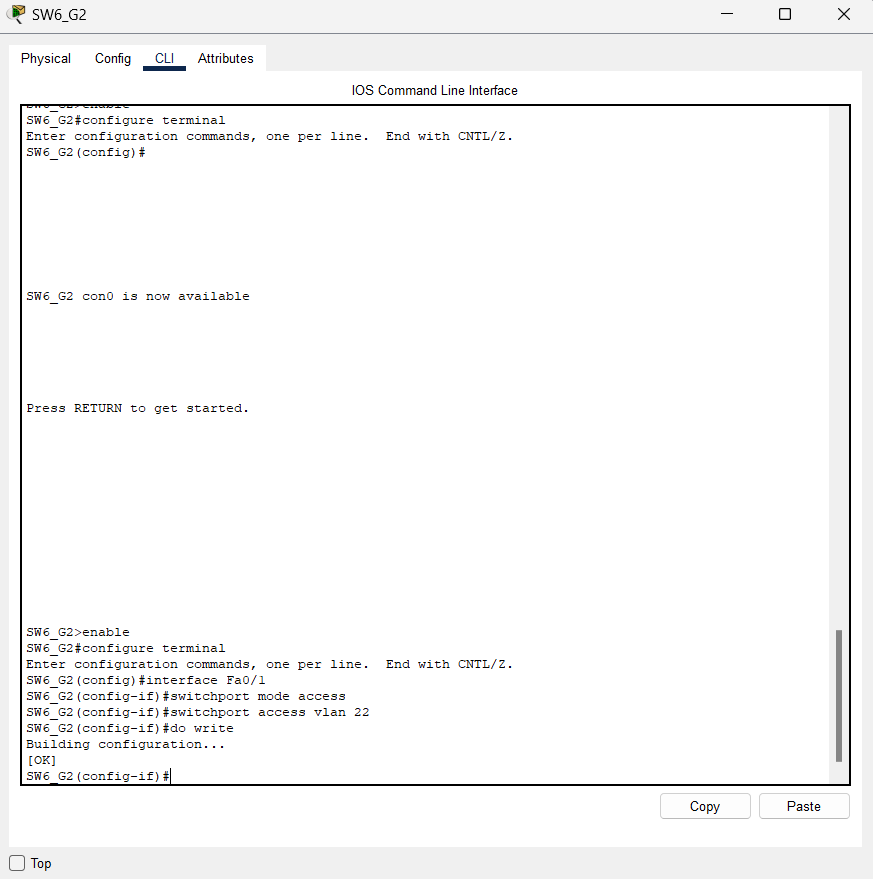 SW6_G2
Physical Config CLI Attributes
IOS Command Line Interface
SW6_G2>enable
SW6_G2#configure terminal
Enter configuration commands, one per line.  End with CNTL/Z.
SW6_G2(config)#
SW6_G2 con0 is now available
Press RETURN to get started.
SW6_G2>enable
SW6_G2#configure terminal
Enter configuration commands, one per line.  End with CNTL/Z.
SW6_G2(config)#interface Fa0/1
SW6_G2(config-if)#switchport mode access
SW6_G2(config-if)#switchport access vlan 22
SW6_G2(config-if)#do write
Building configuration...
[OK]
SW6_G2(config-if)#
Copy Paste
Top